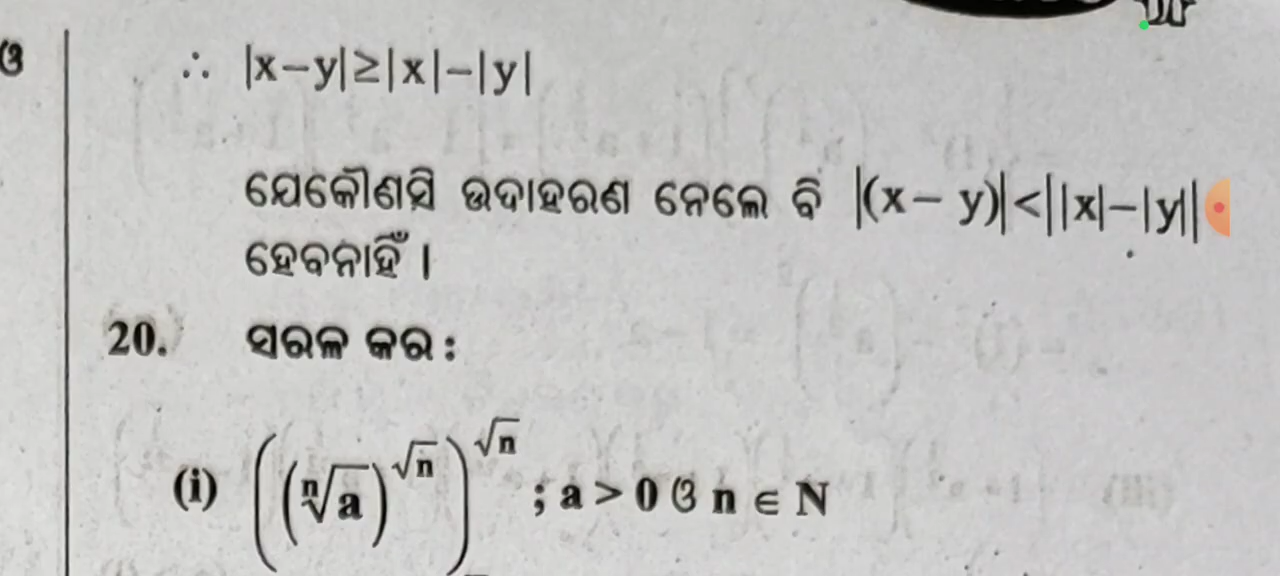 ଓ
∴ |x−y|≥|x|−|y|
ଯେକୌଣସି ଉଦାହରଣ ନେଲେ ବି |(x− y)|<||x|−|y||
ହେବନାହିଁ ।
20. ସରଳ କର :
(i) ((ⁿ√a)^√n)^√n ; a > 0 ଓ n ∈ N